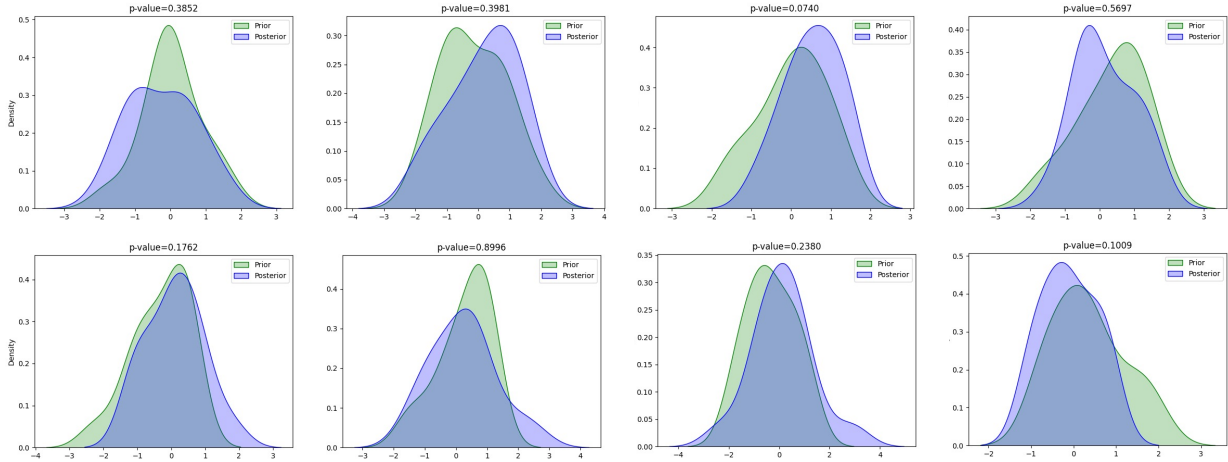 p-value=0.3852
p-value=0.3981
p-value=0.0740
p-value=0.5697
0.5
0.4
0.3
0.2
0.1
0.0
Density
−3 −2 −1 0 1 2 3
Prior
Posterior
0.30
0.25
0.20
0.15
0.10
0.05
0.00
−4 −3 −2 −1 0 1 2 3 4
Prior
Posterior
0.4
0.3
0.2
0.1
0.0
−3 −2 −1 0 1 2 3
Prior
Posterior
0.40
0.35
0.30
0.25
0.20
0.15
0.10
0.05
0.00
−3 −2 −1 0 1 2 3
Prior
Posterior
p-value=0.1762
p-value=0.8996
p-value=0.2380
p-value=0.1009
0.4
0.3
0.2
0.1
0.0
Density
−4 −3 −2 −1 0 1 2 3
Prior
Posterior
0.4
0.3
0.2
0.1
0.0
−3 −2 −1 0 1 2 3 4
Prior
Posterior
0.35
0.30
0.25
0.20
0.15
0.10
0.05
0.00
−4 −2 0 2 4
Prior
Posterior
0.5
0.4
0.3
0.2
0.1
0.0
−2 −1 0 1 2 3
Prior
Posterior